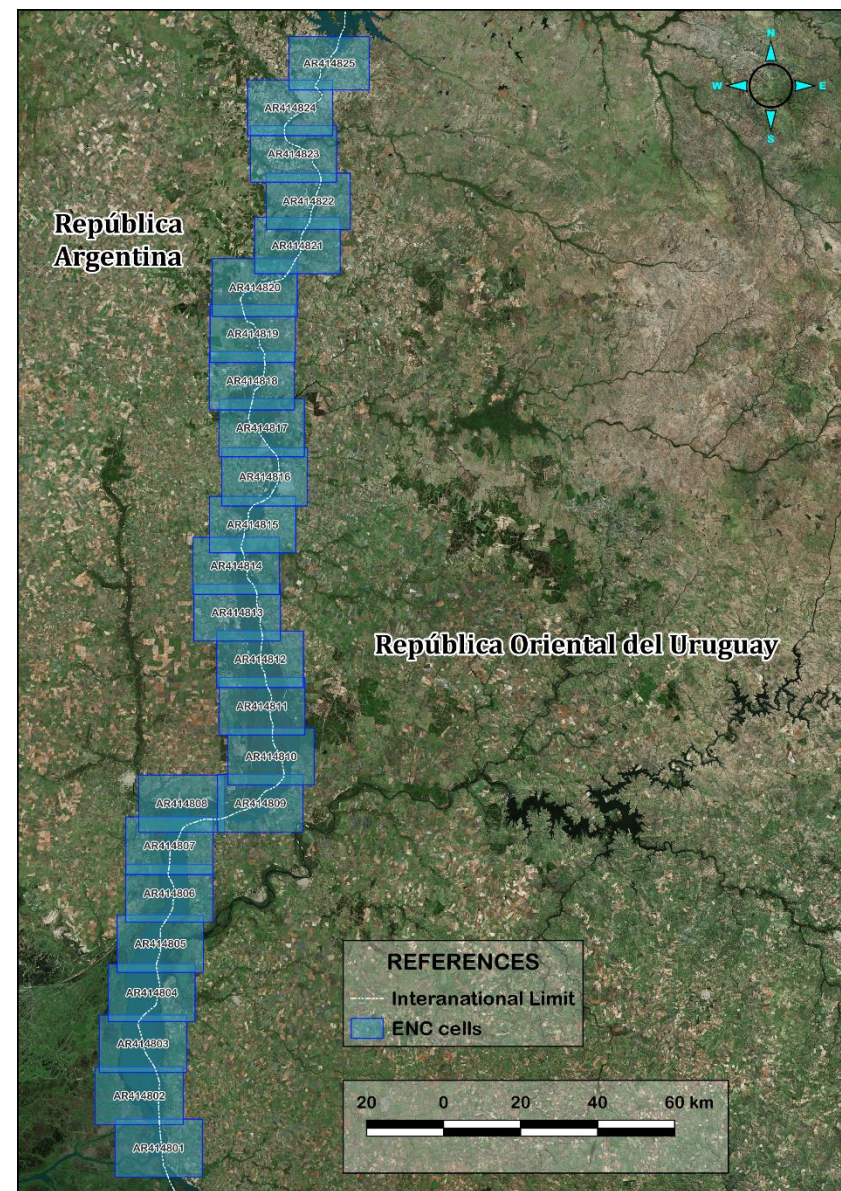 AR414825
N
W
E
S
AR414824
AR414823
AR414822
República
Argentina
AR414821
AR414820
AR414819
AR414818
AR414817
AR414816
AR414815
AR414814
AR414813
República Oriental del Uruguay
AR414812
AR414811
AR414810
AR414808
AR414809
AR414807
AR414806
AR414805
AR414804
AR414803
AR414802
AR414801
REFERENCES
Interanational Limit
ENC cells
20 0 20 40 60 km